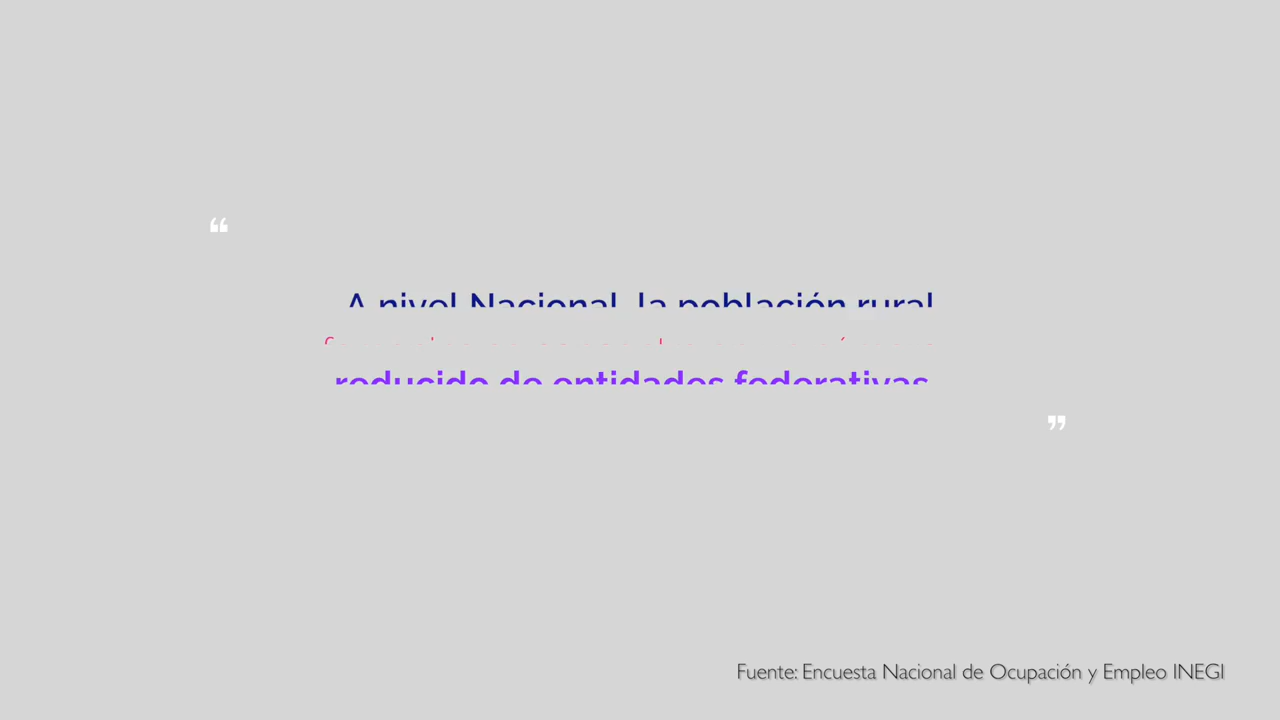 “
A nivel Nacional, la población rural
reducido de entidades federativas
”
Fuente: Encuesta Nacional de Ocupación y Empleo INEGI